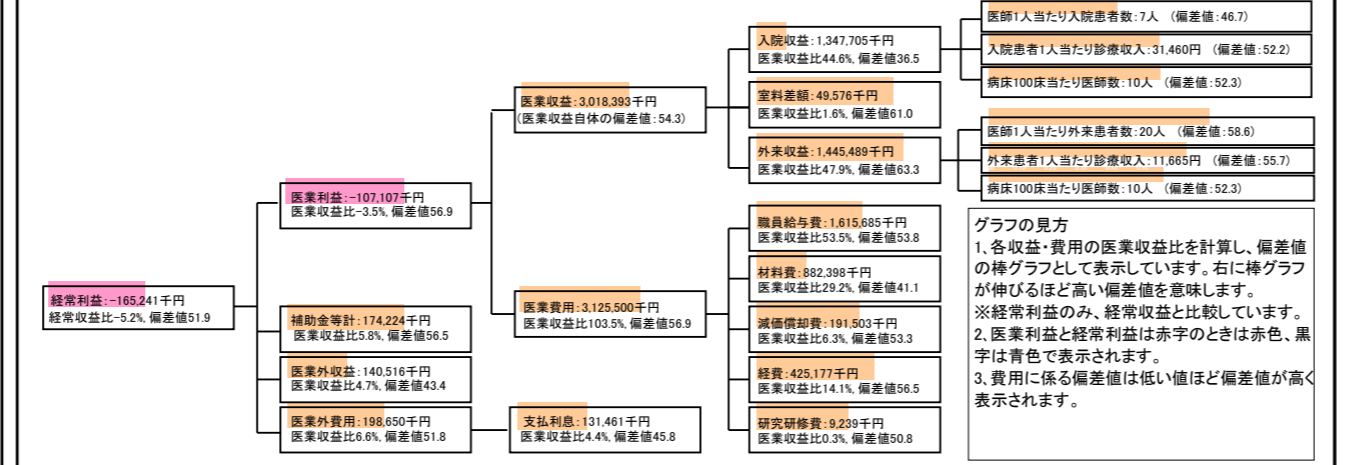 経常利益:-165,241千円
経常収益比-5.2%, 偏差値51.9
医業利益:-107,107千円
医業収益比-3.5%, 偏差値56.9
補助金等計:174,224千円
医業収益比5.8%, 偏差値56.5
医業外収益:140,516千円
医業収益比4.7%, 偏差値43.4
医業外費用:198,650千円
医業収益比6.6%, 偏差値51.8
医業収益:3,018,393千円
(医業収益自体の偏差値:54.3)
医業費用:3,125,500千円
医業収益比103.5%, 偏差値56.9
支払利息:131,461千円
医業収益比4.4%, 偏差値45.8
入院収益:1,347,705千円
医業収益比44.6%, 偏差値36.5
室料差額:49,576千円
医業収益比1.6%, 偏差値61.0
外来収益:1,445,489千円
医業収益比47.9%, 偏差値63.3
職員給与費:1,615,685千円
医業収益比53.5%, 偏差値53.8
材料費:882,398千円
医業収益比29.2%, 偏差値41.1
減価償却費:191,503千円
医業収益比6.3%, 偏差値53.3
経費:425,177千円
医業収益比14.1%, 偏差値56.5
研究研修費:9,239千円
医業収益比0.3%, 偏差値50.8
医師1人当たり入院患者数:7人 (偏差値:46.7)
入院患者1人当たり診療収入:31,460円 (偏差値:52.2)
病床100床当たり医師数:10人 (偏差値:52.3)
医師1人当たり外来患者数:20人 (偏差値:58.6)
外来患者1人当たり診療収入:11,665円 (偏差値:55.7)
病床100床当たり医師数:10人 (偏差値:52.3)
グラフの見方
1、各収益・費用の医業収益比を計算し、偏差値
の棒グラフとして表示しています。右に棒グラフ
が伸びるほど高い偏差値を意味します。
※経常利益のみ、経常収益と比較しています。
2、医業利益と経常利益は赤字のときは赤色、黒
字は青色で表示されます。
3、費用に係る偏差値は低い値ほど偏差値が高く
表示されます。